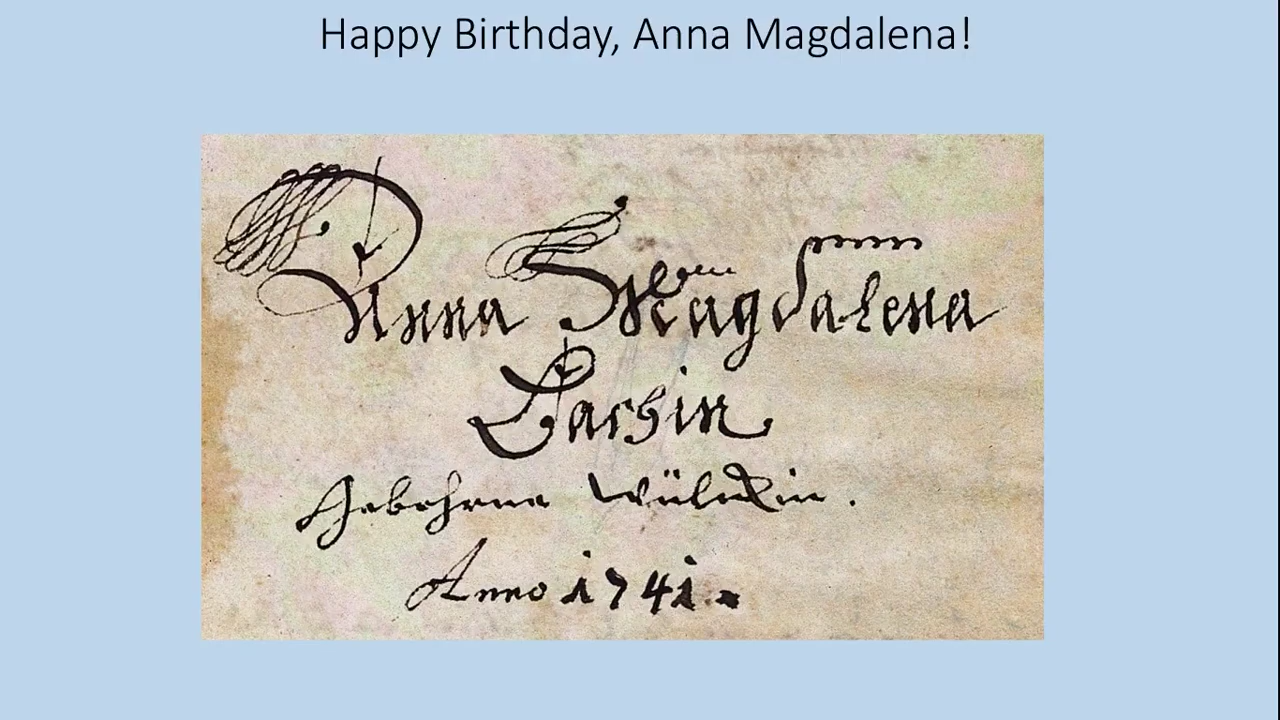 Happy Birthday, Anna Magdalena!
Anna Magdalena
Bachin
Gebohrne Wülckin.
Anno 1741.